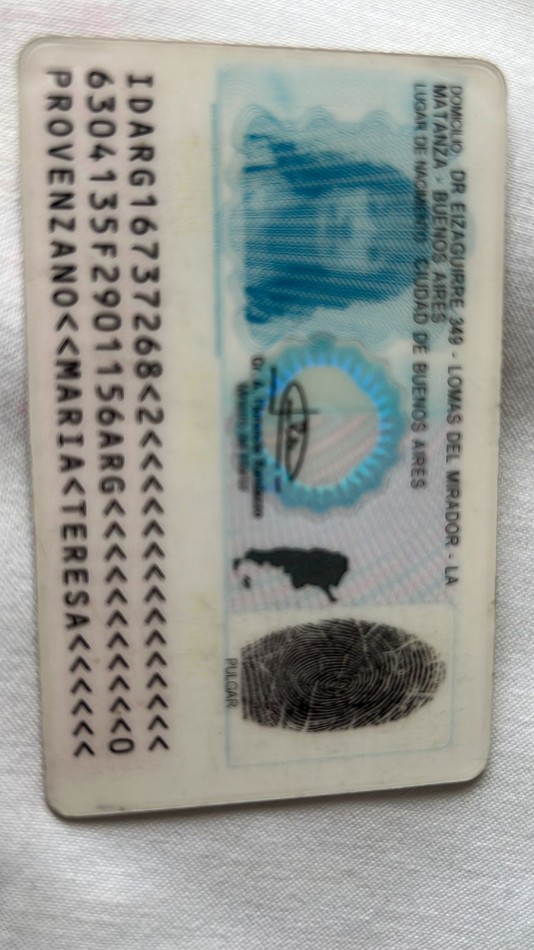 DOMICILIO: DR EIZAGUIRRE 349 - LOMAS DEL MIRADOR - LA
MATANZA - BUENOS AIRES
LUGAR DE NACIMIENTO: CIUDAD DE BUENOS AIRES
PULGAR
IDARG16737268<2<<<<<<<<<<<<<<<
6304135F2901156ARG<<<<<<<<<<<0
PROVENZANO<<MARIA<TERESA<<<<<<